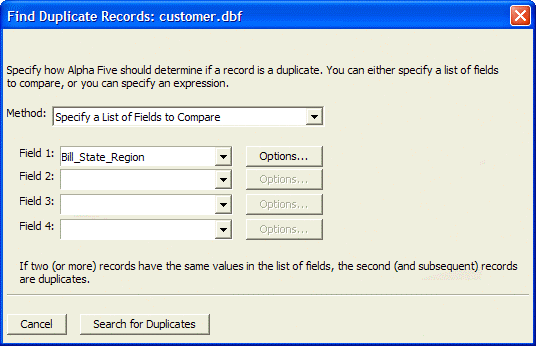 Find Duplicate Records: customer.dbf
Specify how Alpha Five should determine if a record is a duplicate. You can either specify a list of fields
to compare, or you can specify an expression.
Method: Specify a List of Fields to Compare
Field 1: Bill_State_Region Options...
Field 2: Options...
Field 3: Options...
Field 4: Options...
If two (or more) records have the same values in the list of fields, the second (and subsequent) records
are duplicates.
Cancel Search for Duplicates